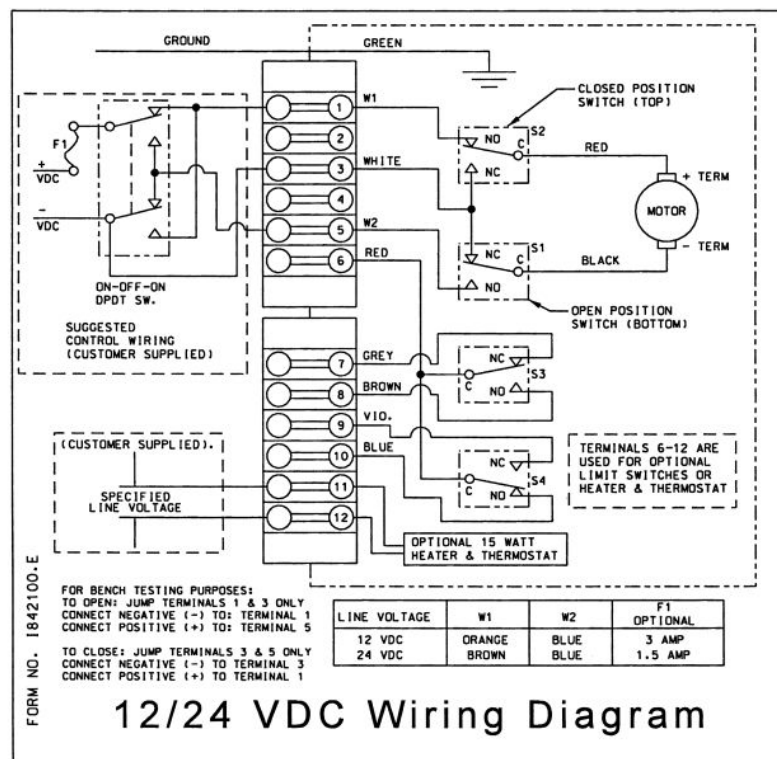 GROUND
GREEN
F1
+
VDC
-
VDC
ON-OFF-ON
DPDT SW.
SUGGESTED
CONTROL WIRING
(CUSTOMER SUPPLIED)
1
2
3
4
5
6
W1
WHITE
W2
RED
CLOSED POSITION
SWITCH (TOP)
S2
NO
C
NC
RED
+ TERM
MOTOR
- TERM
BLACK
S1
NC
C
NO
OPEN POSITION
SWITCH (BOTTOM)
7
8
9
10
11
12
GREY
BROWN
VIO.
BLUE
NC
S3
C
NO
NC
S4
C
NO
TERMINALS 6-12 ARE
USED FOR OPTIONAL
LIMIT SWITCHES OR
HEATER & THERMOSTAT
(CUSTOMER SUPPLIED).
SPECIFIED
LINE VOLTAGE
OPTIONAL 15 WATT
HEATER & THERMOSTAT
FORM NO. I842100.E
FOR BENCH TESTING PURPOSES:
TO OPEN: JUMP TERMINALS 1 & 3 ONLY
CONNECT NEGATIVE (-) TO: TERMINAL 1
CONNECT POSITIVE (+) TO: TERMINAL 5
TO CLOSE: JUMP TERMINALS 3 & 5 ONLY
CONNECT NEGATIVE (-) TO TERMINAL 3
CONNECT POSITIVE (+) TO TERMINAL 1
LINE VOLTAGE W1 W2 F1 OPTIONAL
12 VDC ORANGE BLUE 3 AMP
24 VDC BROWN BLUE 1.5 AMP
12/24 VDC Wiring Diagram